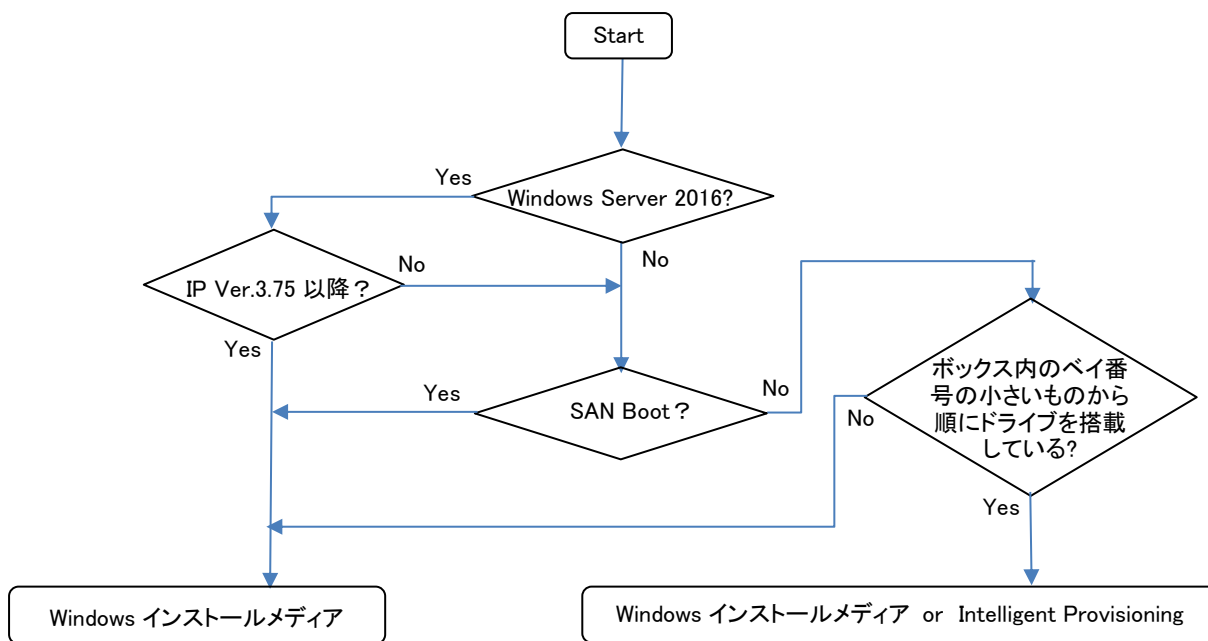 Start
Yes
Windows Server 2016?
No
IP Ver.3.75 以降？
No
Yes
Yes
SAN Boot？
No
ボックス内のベイ番
号の小さいものから
順にドライブを搭載
している?
No
Yes
Windows インストールメディア
Windows インストールメディア or Intelligent Provisioning